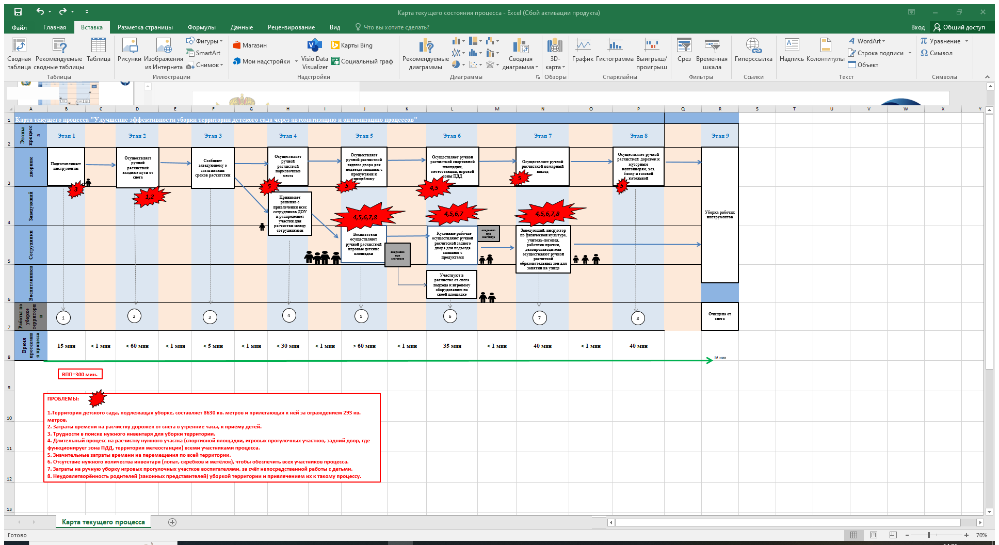 Карта текущего состояния процесса - Excel (Сбой активации продукта)
Файл Главная Вставка Разметка страницы Формулы Данные Рецензирование Вид Что вы хотите сделать? Вход Общий доступ
Сводная таблица
Рекомендуемые сводные таблицы
Таблица
Таблицы
Рисунки
Изображения из Интернета
Фигуры
SmartArt
Снимок
Иллюстрации
Магазин
Мои надстройки
Visio Data Visualizer
Карты Bing
Социальный граф
Надстройки
Рекомендуемые диаграммы
Сводная диаграмма
Диаграммы
3D-карта
Обзоры
График
Гистограмма
Выигрыш/проигрыш
Спарклайны
Срез
Временная шкала
Фильтры
Гиперссылка
Ссылки
Надпись
Колонтитулы
WordArt
Строка подписи
Объект
Текст
Уравнение
Символ
Символы
A B C D E F G H I J K L M N O P Q R S T U V W X Y
1
Карта текущего процесса "Улучшение эффективности уборки территории детского сада через автоматизацию и оптимизацию процессов"
2
Этапы
процесс
а
Этап 1 Этап 2 Этап 3 Этап 4 Этап 5 Этап 6 Этап 7 Этап 8 Этап 9
3
дворник
Подготавливает
инструменты
3
Осуществляет
ручной
расчисткой
входные пути от
снега
1,2
Сообщает
заведующему о
затягивании
сроков расчитстки
Осуществляет
ручной
расчисткой
парковочные
места
5
Осуществляет
ручной расчисткой
заднего двора для
подъезда машины с
продуктами к
пищеблоку
5
Осуществляет ручной
расчисткой спортивной
площадки,
метеостанции, игровой
зоны ПДД
4,5
Осуществляет ручной
расчисткой пожарный
выход
5
Осуществляет ручной
расчисткой дорожек к
мусорным
контейнерам, хоз.
блоку и газовой
кательной
5
4
Заведующий
Принимает
решение о
привлечении всех
сотрудников ДОУ
и распределяет
участки для
расчистки между
сотрудниками
4,5,6,7,8
4,5,6,7
4,5,6,7,8
Уборка рабочих
инструментов
5
Сотрудники
Воспитатели
осуществляют
ручной расчисткой
игровые детские
площадки
ежедневно
при
снегопаде
Кухонные рабочие
осуществляют ручной
расчитской заднего
двора для подъезда
машины с
продуктами
ежедневно
при
снегопаде
Заведующий, инсруктор
по физической культуре,
учитель-логопед,
работник прачки,
делопроизводитель
осуществляют ручной
расчиткой
образовательных зон для
занятий на улице
6
Воспитанники
Участвуют в
расчистке от снега
подхода к игровому
оборудованию на
своей площадке
7
Работы по
уборке
территори
и
1 2 3 4 5 6 7 8
Очищена от
снега
8
Время
протекани
я процесса
15 мин < 1 мин < 60 мин < 1 мин < 5 мин < 1 мин < 30 мин < 1 мин > 60 мин < 1 мин 35 мин < 1 мин 40 мин < 1 мин 40 мин
15 мин
9
ВПП=300 мин.
ПРОБЛЕМЫ:
10
1.Территория детского сада, подлежащая уборке, составляет 8630 кв. метров и прилегающая к ней за ограждением 293 кв.
метров.
2. Затраты времени на расчистку дорожек от снега в утренние часы, к приёму детей.
3. Трудности в поиске нужного инвентаря для уборки территории.
4. Длительный процесс на расчистку нужного участка (спортивной площадки, игровых прогулочных участков, задний двор, где
11
функционирует зона ПДД, территория метеостанции) всеми участниками процесса.
5. Значительные затраты времени на перемещения по всей территории.
6. Отсутствие нужного количества инвентаря (лопат, скребков и метёлок), чтобы обеспечить всех участников процесса.
7. Затраты на ручную уборку игровых прогулочных участков воспитателями, за счёт непосредственной работы с детьми.
8. Неудовлетворённость родителей (законных представителей) уборкой территории и привлечением их к такому процессу.
12
13
Карта текущего процесса
Готово
70%